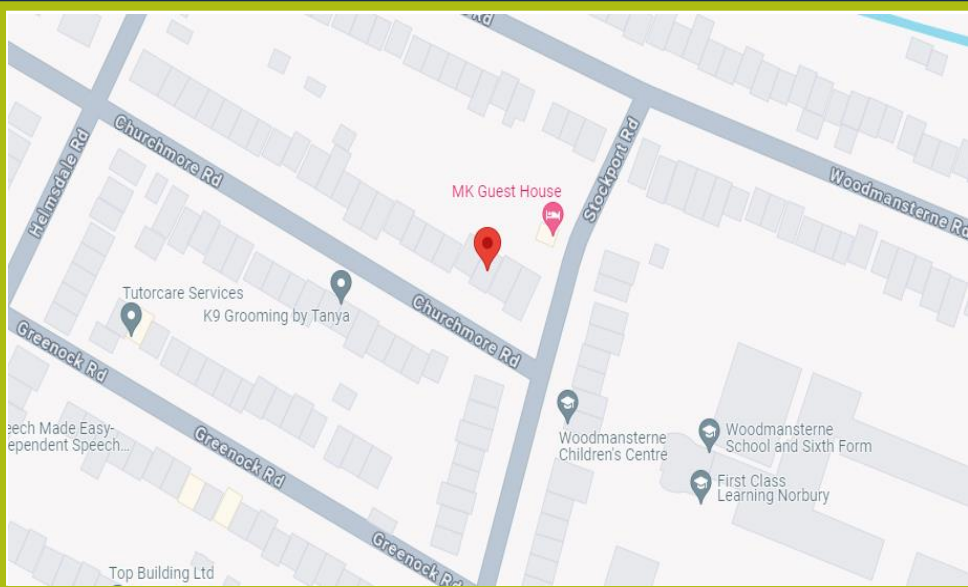 Rd
Churchmore Rd
Helmsdale Rd
MK Guest House
Stockport Rd
Woodmansterne Rd
Tutorcare Services
K9 Grooming by Tanya
Churchmore Rd
Greenock Rd
eech Made Easy-
ependent Speech...
Greenock Rd
Woodmansterne
Children's Centre
Woodmansterne
School and Sixth Form
First Class
Learning Norbury
Greenock Rd
Top Building Ltd